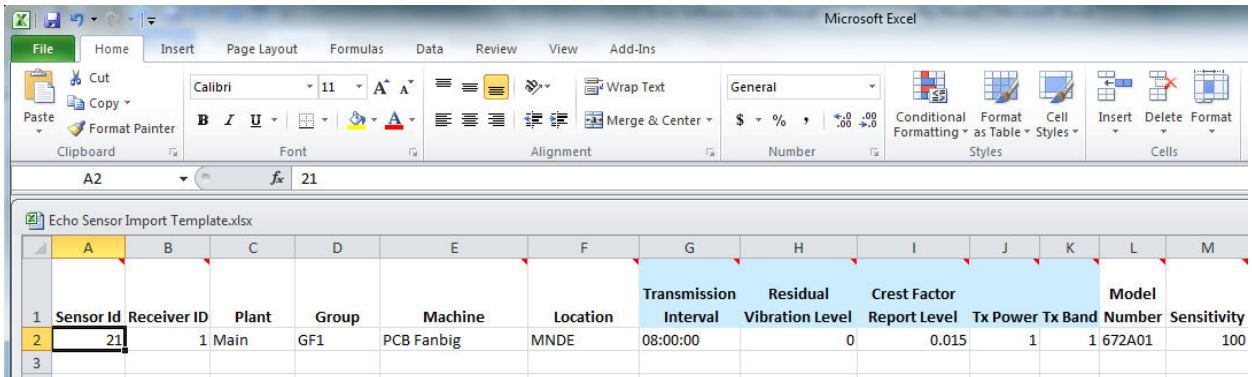 Microsoft Excel
File Home Insert Page Layout Formulas Data Review View Add-Ins
Paste
Cut
Copy
Format Painter
Clipboard
Calibri 11 A A
B I U A
Font
Wrap Text
Merge & Center
Alignment
General
$ % , .0 .00 .00 .0
Number
Conditional Formatting
Format as Table
Cell Styles
Styles
Insert Delete Format
Cells
A2 fx 21
Echo Sensor Import Template.xlsx
A B C D E F G H I J K L M
1 Sensor Id Receiver ID Plant Group Machine Location Transmission Interval Residual Vibration Level Crest Factor Report Level Tx Power Tx Band Model Number Sensitivity
2 21 1 Main GF1 PCB Fanbig MNDE 08:00:00 0 0.015 1 1 672A01 100
3